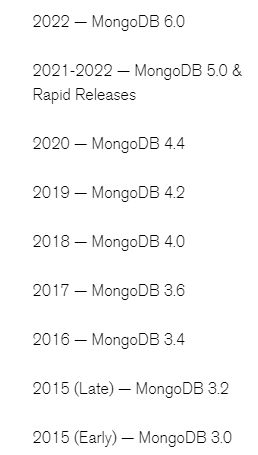 2022 — MongoDB 6.0
2021-2022 — MongoDB 5.0 &
Rapid Releases
2020 — MongoDB 4.4
2019 — MongoDB 4.2
2018 — MongoDB 4.0
2017 — MongoDB 3.6
2016 — MongoDB 3.4
2015 (Late) — MongoDB 3.2
2015 (Early) — MongoDB 3.0